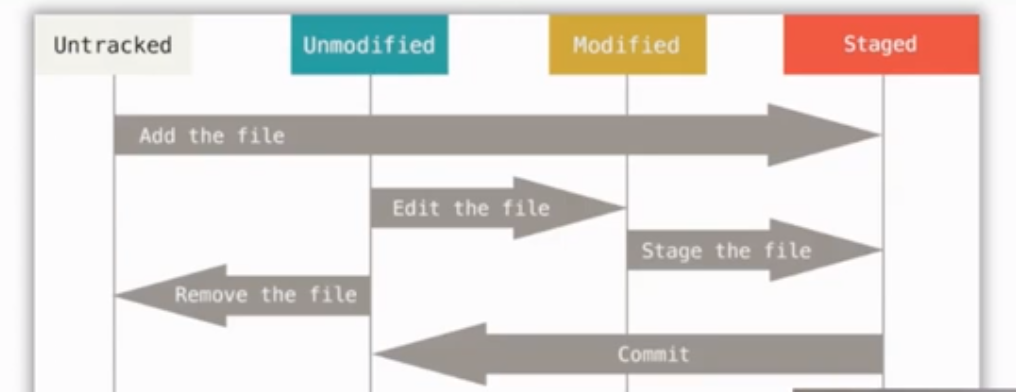 Untracked
Unmodified
Modified
Staged
Add the file
Edit the file
Stage the file
Remove the file
Commit